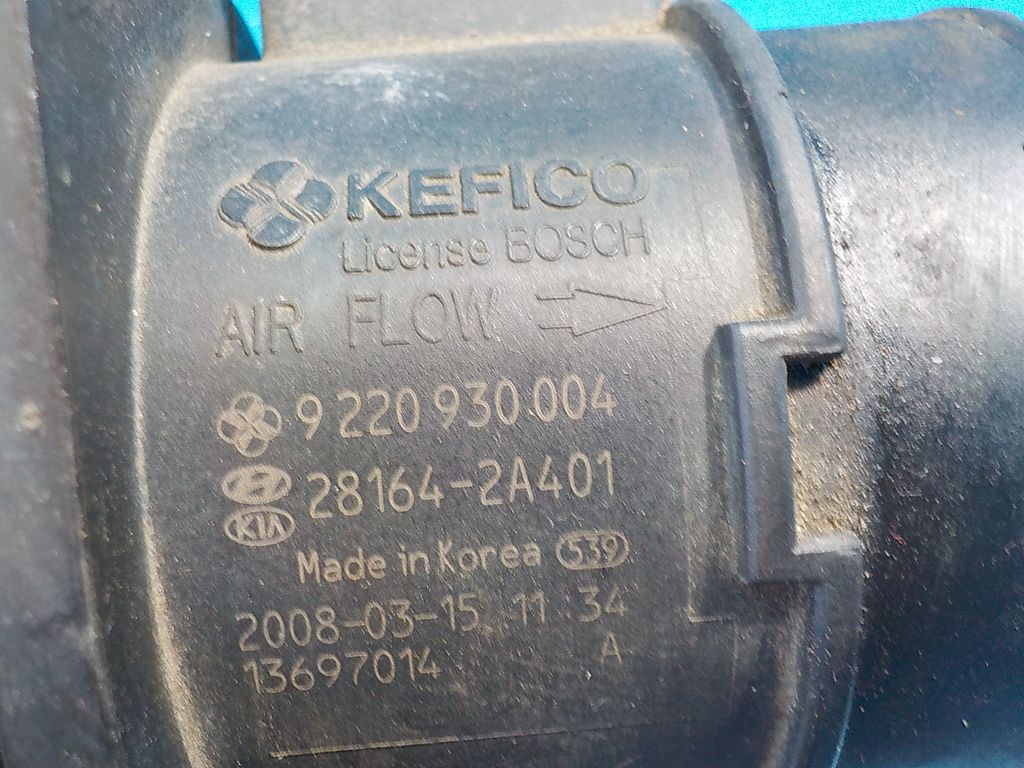 KEFICO
License BOSCH
AIR FLOW
9 220 930 004
28164-2A401
KIA
Made in Korea 539
2008-03-15 11:34
13697014 A